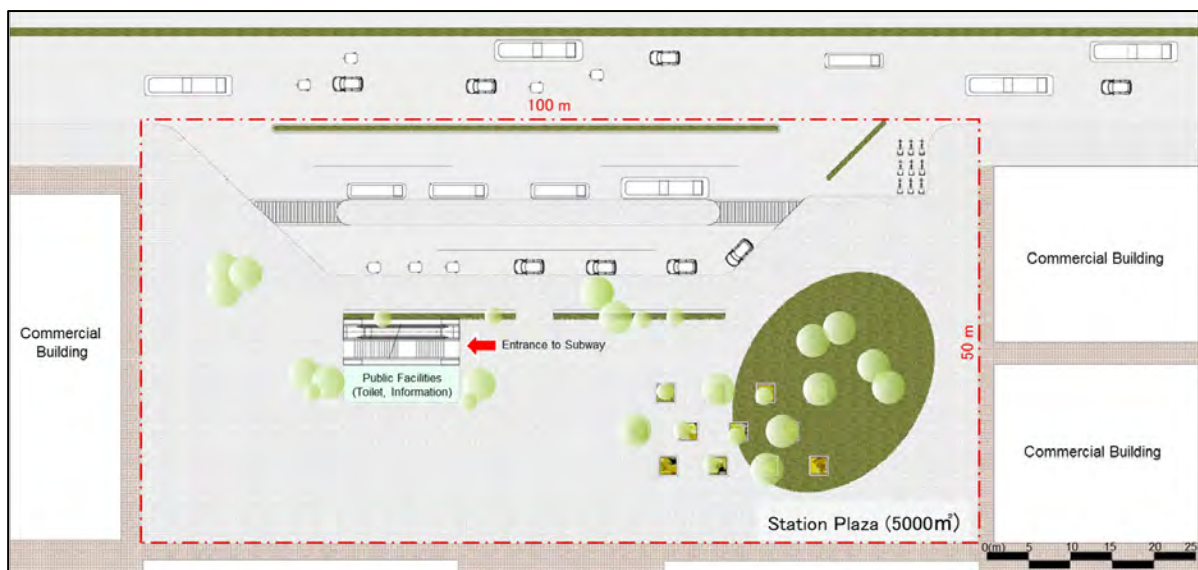 100 m
Commercial Building
50 m
Commercial
Building
Entrance to Subway
Public Facilities
(Toilet, Information)
Commercial Building
Station Plaza (5000㎡)
0(m) 5 10 15 20 25